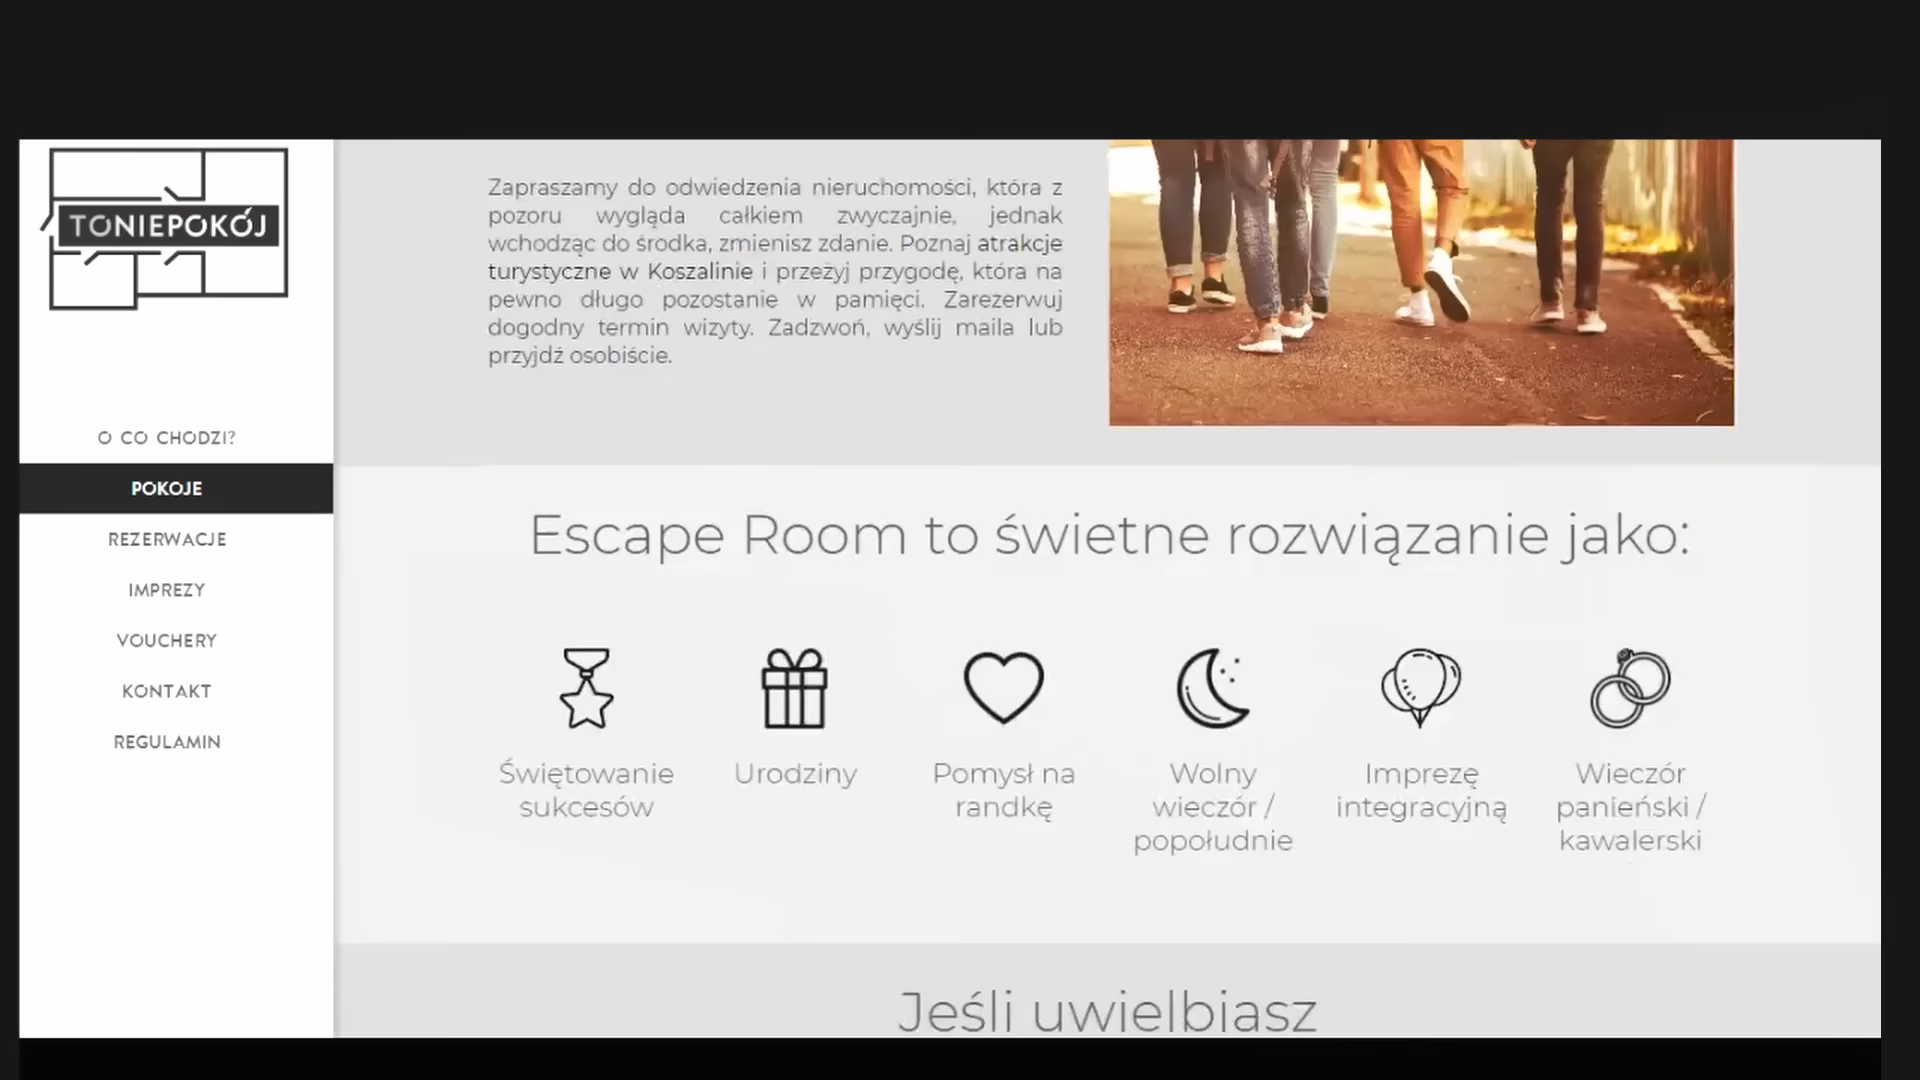 TONIEPOKÓJ
O CO CHODZI?
POKOJE
REZERWACJE
IMPREZY
VOUCHERY
KONTAKT
REGULAMIN
Zapraszamy do odwiedzenia nieruchomości, która z
pozoru wygląda całkiem zwyczajnie, jednak
wchodząc do środka, zmienisz zdanie. Poznaj atrakcje
turystyczne w Koszalinie i przeżyj przygodę, która na
pewno długo pozostanie w pamięci. Zarezerwuj
dogodny termin wizyty. Zadzwoń, wyślij maila lub
przyjdź osobiście.
Escape Room to świetne rozwiązanie jako:
Świętowanie
sukcesów
Urodziny
Pomysł na
randkę
Wolny
wieczór /
popołudnie
Imprezę
integracyjną
Wieczór
panieński /
kawalerski
Jeśli uwielbiasz